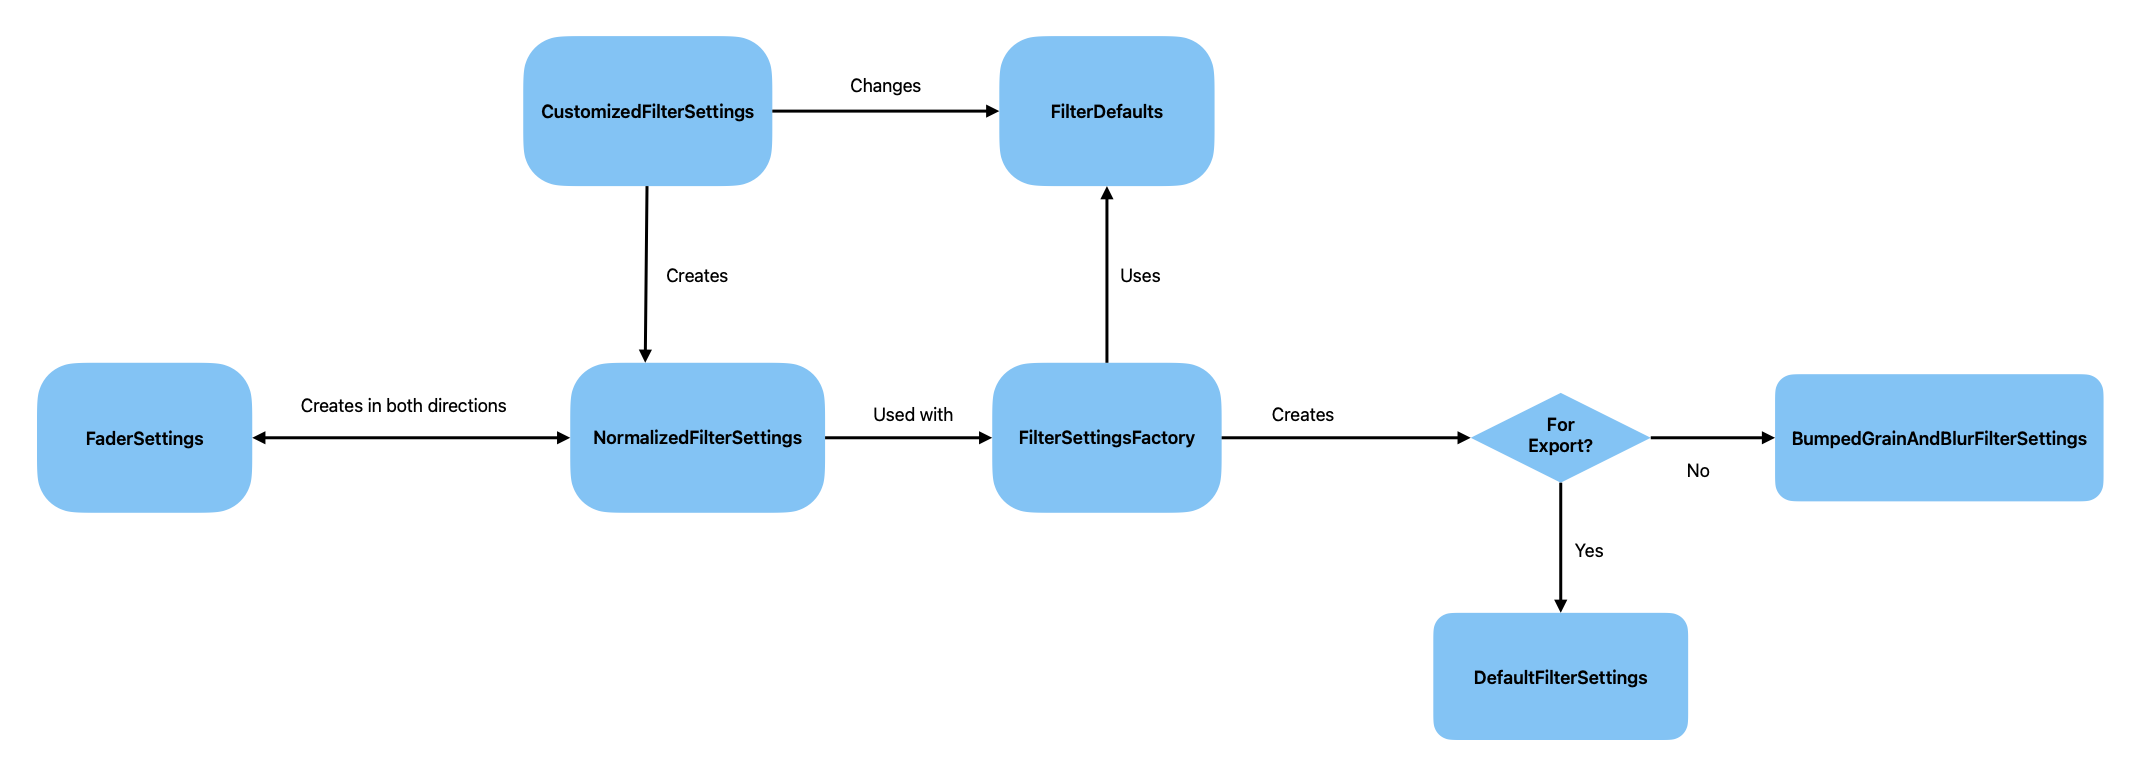 Changes
CustomizedFilterSettings
FilterDefaults
Creates
Uses
Creates in both directions
Used with
Creates
FaderSettings
NormalizedFilterSettings
FilterSettingsFactory
For
Export?
BumpedGrainAndBlurFilterSettings
No
Yes
DefaultFilterSettings